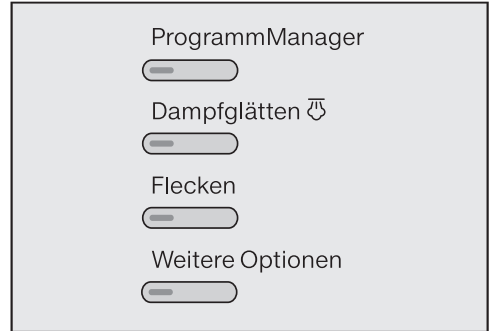 ProgrammManager
Dampfglätten
Flecken
Weitere Optionen